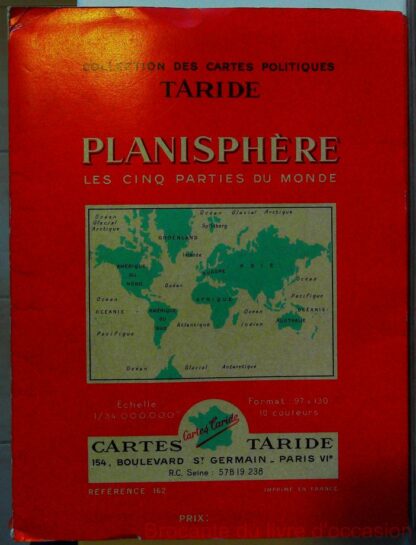 COLLECTION DES CARTES POLITIQUES
TARIDE
PLANISPHÈRE
LES CINQ PARTIES DU MONDE
Océan Glacial Arctique
Océan Glacial Arctique
Spitzberg
GROENLAND
Islande
AMÉRIQUE DU NORD
EUROPE
ASIE
Océan
Océan Pacifique
AFRIQUE
Océan
OCÉANIE
OCÉANIE
AMÉRIQUE DU SUD
Atlantique
Océan Indien
AUSTRALIE
Pacifique
Océan Glacial Antarctique
Echelle
1/34.000.000e
Format : 97 x 130
10 couleurs
Cartes Taride
CARTES TARIDE
154, BOULEVARD ST GERMAIN - PARIS VIe
R.C. Seine : 578 19 238
RÉFÉRENCE 162
IMPRIMÉ EN FRANCE
PRIX:
d'occasion